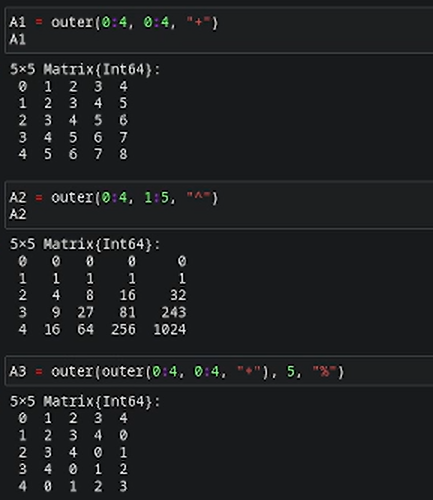 A1 = outer(0:4, 0:4, "+")
A1
5×5 Matrix{Int64}:
0 1 2 3 4
1 2 3 4 5
2 3 4 5 6
3 4 5 6 7
4 5 6 7 8
A2 = outer(0:4, 1:5, "^")
A2
5×5 Matrix{Int64}:
0 0 0 0 0
1 1 1 1 1
2 4 8 16 32
3 9 27 81 243
4 16 64 256 1024
A3 = outer(outer(0:4, 0:4, "+"), 5, "%")
5×5 Matrix{Int64}:
0 1 2 3 4
1 2 3 4 0
2 3 4 0 1
3 4 0 1 2
4 0 1 2 3